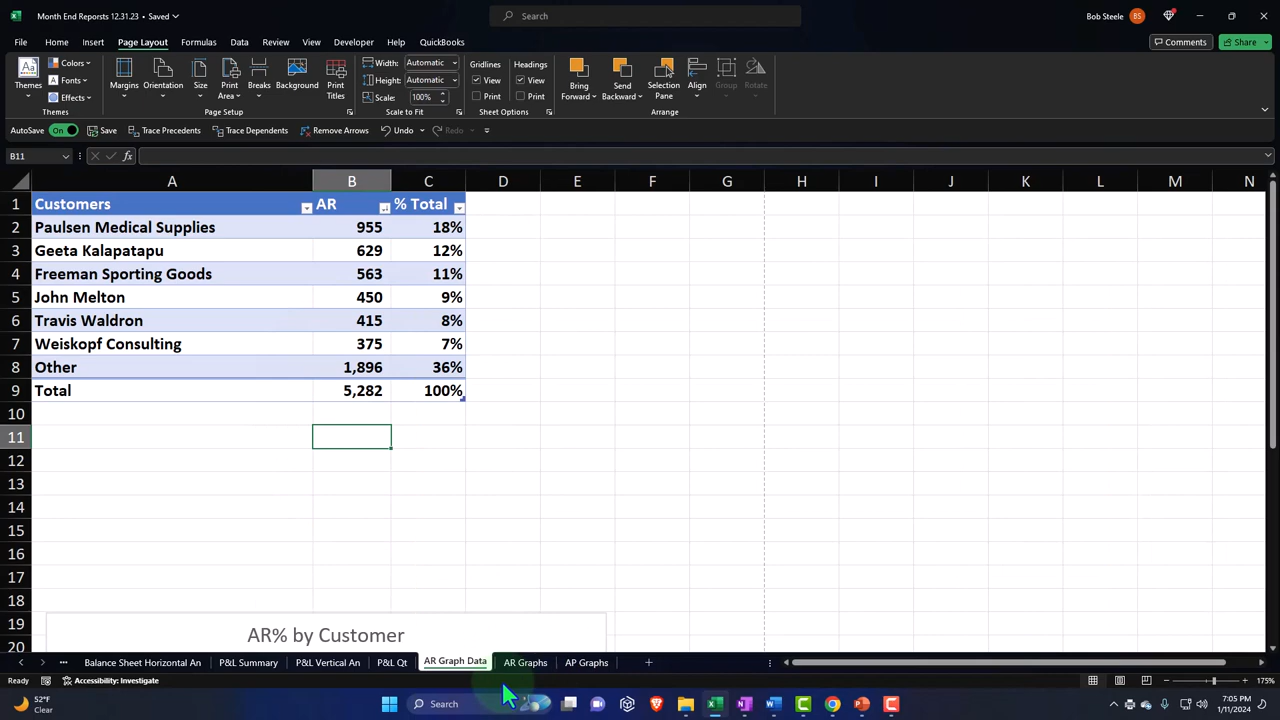 Month End Reporsts 12.31.23 • Saved
Search
Bob Steele BS
File Home Insert Page Layout Formulas Data Review View Developer Help QuickBooks
Comments Share
Themes
Colors
Fonts
Effects
Themes
Margins Orientation Size Print Area Breaks Background Print Titles
Page Setup
Width: Automatic
Height: Automatic
Scale: 100%
Scale to Fit
Gridlines Headings
View View
Print Print
Sheet Options
Bring Forward Send Backward Selection Pane Align Group Rotate
Arrange
AutoSave On Save Trace Precedents Trace Dependents Remove Arrows Undo Redo
B11 fx
A B C D E F G H I J K L M N
1 Customers AR % Total
2 Paulsen Medical Supplies 955 18%
3 Geeta Kalapatapu 629 12%
4 Freeman Sporting Goods 563 11%
5 John Melton 450 9%
6 Travis Waldron 415 8%
7 Weiskopf Consulting 375 7%
8 Other 1,896 36%
9 Total 5,282 100%
10
11
12
13
14
15
16
17
18
19
20
AR% by Customer
... Balance Sheet Horizontal An P&L Summary P&L Vertical An P&L Qt AR Graph Data AR Graphs AP Graphs
Ready Accessibility: Investigate 175%
52°F
Clear
Search
7:05 PM
1/11/2024